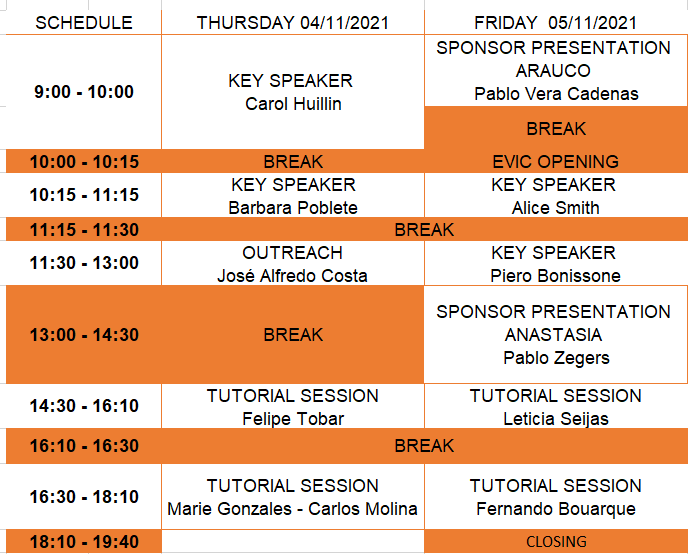 SCHEDULE THURSDAY 04/11/2021 FRIDAY 05/11/2021
9:00 - 10:00
KEY SPEAKER
Carol Huillin
SPONSOR PRESENTATION
ARAUCO
Pablo Vera Cadenas
BREAK
10:00 - 10:15 BREAK EVIC OPENING
10:15 - 11:15
KEY SPEAKER
Barbara Poblete
KEY SPEAKER
Alice Smith
11:15 - 11:30 BREAK
11:30 - 13:00
OUTREACH
José Alfredo Costa
KEY SPEAKER
Piero Bonissone
13:00 - 14:30 BREAK
SPONSOR PRESENTATION
ANASTASIA
Pablo Zegers
14:30 - 16:10
TUTORIAL SESSION
Felipe Tobar
TUTORIAL SESSION
Leticia Seijas
16:10 - 16:30 BREAK
16:30 - 18:10
TUTORIAL SESSION
Marie Gonzales - Carlos Molina
TUTORIAL SESSION
Fernando Bouarque
18:10 - 19:40 CLOSING